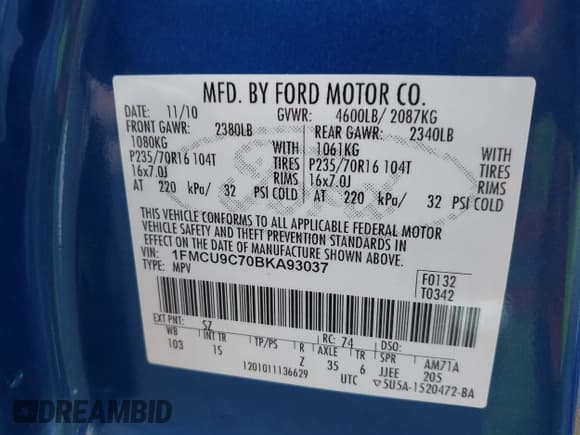 MFD. BY FORD MOTOR CO.
DATE: 11/10 GVWR: 4600LB/ 2087KG
FRONT GAWR: 2380LB REAR GAWR: 2340LB
1080KG WITH 1061KG WITH
P235/70R16 104T TIRES P235/70R16 104T TIRES
16x7.0J RIMS 16x7.0J RIMS
AT 220 kPa/ 32 PSI COLD AT 220 kPa/ 32 PSI COLD
THIS VEHICLE CONFORMS TO ALL APPLICABLE FEDERAL MOTOR
VEHICLE SAFETY AND THEFT PREVENTION STANDARDS IN
EFFECT ON THE DATE OF MANUFACTURE SHOWN ABOVE.
VIN: 1FMCU9C70BKA93037
TYPE: MPV
F0132
T0342
EXT PNT: SZ RC: 74 DSO:
WB INT TR TP/PS R AXLE TR SPR AM71A
103 15 Z 35 6 JJEE 205
1201011136629 UTC ▽5U5A-1520472-BA
Ford
DREAMBID